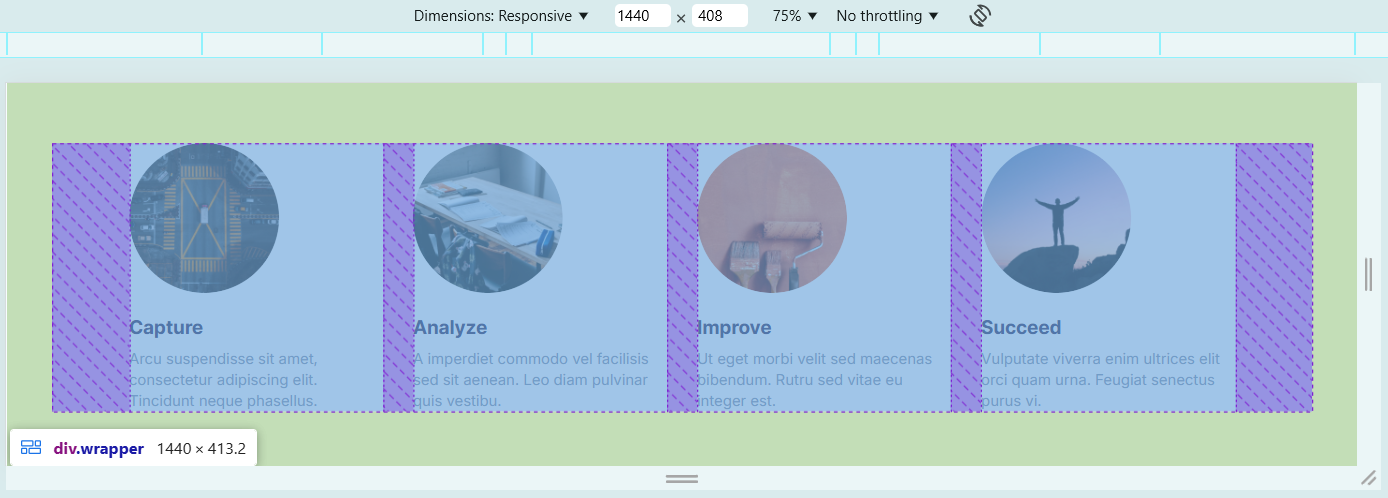 Dimensions: Responsive ▼ 1440 × 408 75% ▼ No throttling ▼
Capture
Arcu suspendisse sit amet,
consectetur adipiscing elit.
Tincidunt neque phasellus.
Analyze
A imperdiet commodo vel facilisis
sed sit aenean. Leo diam pulvinar
quis vestibu.
Improve
Ut eget morbi velit sed maecenas
bibendum. Rutru sed vitae eu
integer est.
Succeed
Vulputate viverra enim ultrices elit
orci quam urna. Feugiat senectus
purus vi.
div.wrapper 1440 × 413.2